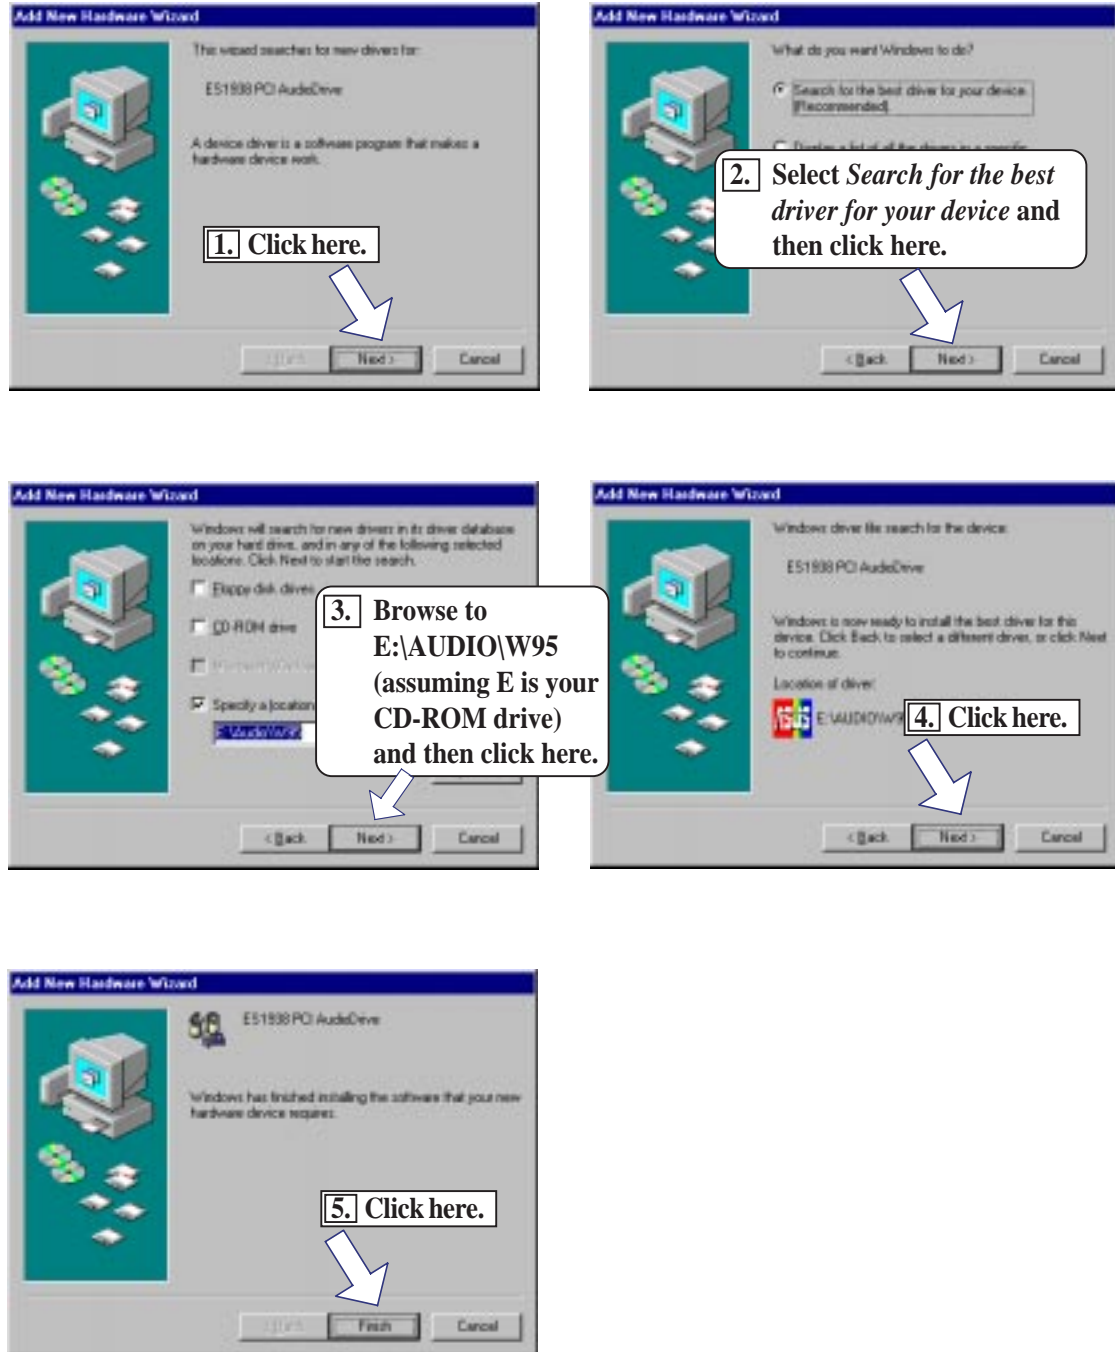 Add New Hardware Wizard
This wizard searches for new drivers for:
ES1938 PCI AudioDrive
A device driver is a software program that makes a
hardware device work.
1. Click here.
Next >
Cancel
Add New Hardware Wizard
What do you want Windows to do?
Search for the best driver for your device.
(Recommended).
2. Select Search for the best
driver for your device and
then click here.
< Back
Next >
Cancel
Add New Hardware Wizard
Windows will search for new drivers in its driver database
on your hard drive, and in any of the following selected
locations. Click Next to start the search.
Floppy disk drives
CD-ROM drive
Specify a location
E:\Audio\W95
3. Browse to
E:\AUDIO\W95
(assuming E is your
CD-ROM drive)
and then click here.
< Back
Next >
Cancel
Add New Hardware Wizard
Windows driver file search for the device:
ES1938 PCI AudioDrive
Windows is now ready to install the best driver for this
device. Click Back to select a different driver, or click Next
to continue.
Location of driver:
ASUS
E:\AUDIO\W9
4. Click here.
< Back
Next >
Cancel
Add New Hardware Wizard
ES1938 PCI AudioDrive
Windows has finished installing the software that your new
hardware device requires.
5. Click here.
Finish
Cancel